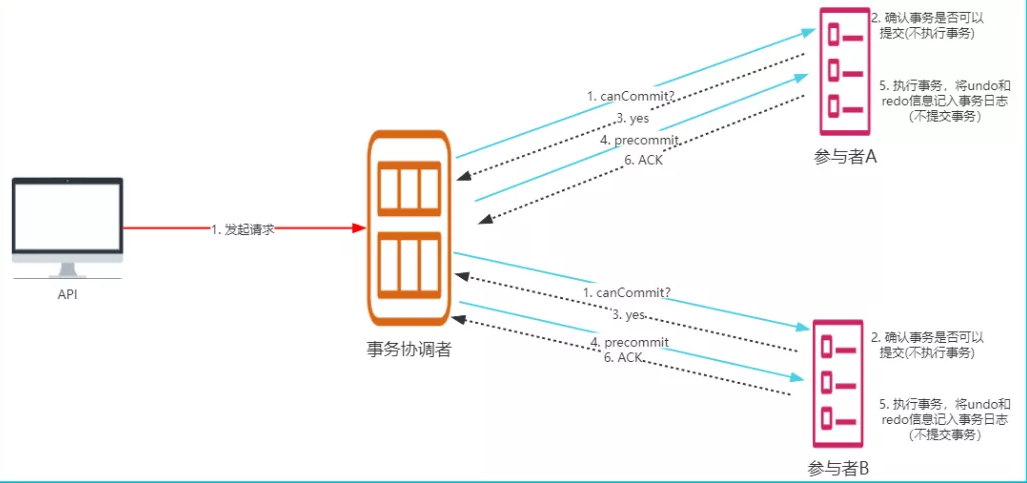 2. 确认事务是否可以
提交(不执行事务)
1. canCommit?
3. yes
5. 执行事务，将undo和
redo信息记入事务日志
(不提交事务)
4. precommit
6. ACK
参与者A
1. 发起请求
API
事务协调者
1. canCommit?
3. yes
2. 确认事务是否可以
提交(不执行事务)
4. precommit
6. ACK
5. 执行事务，将undo和
redo信息记入事务日志
(不提交事务)
参与者B